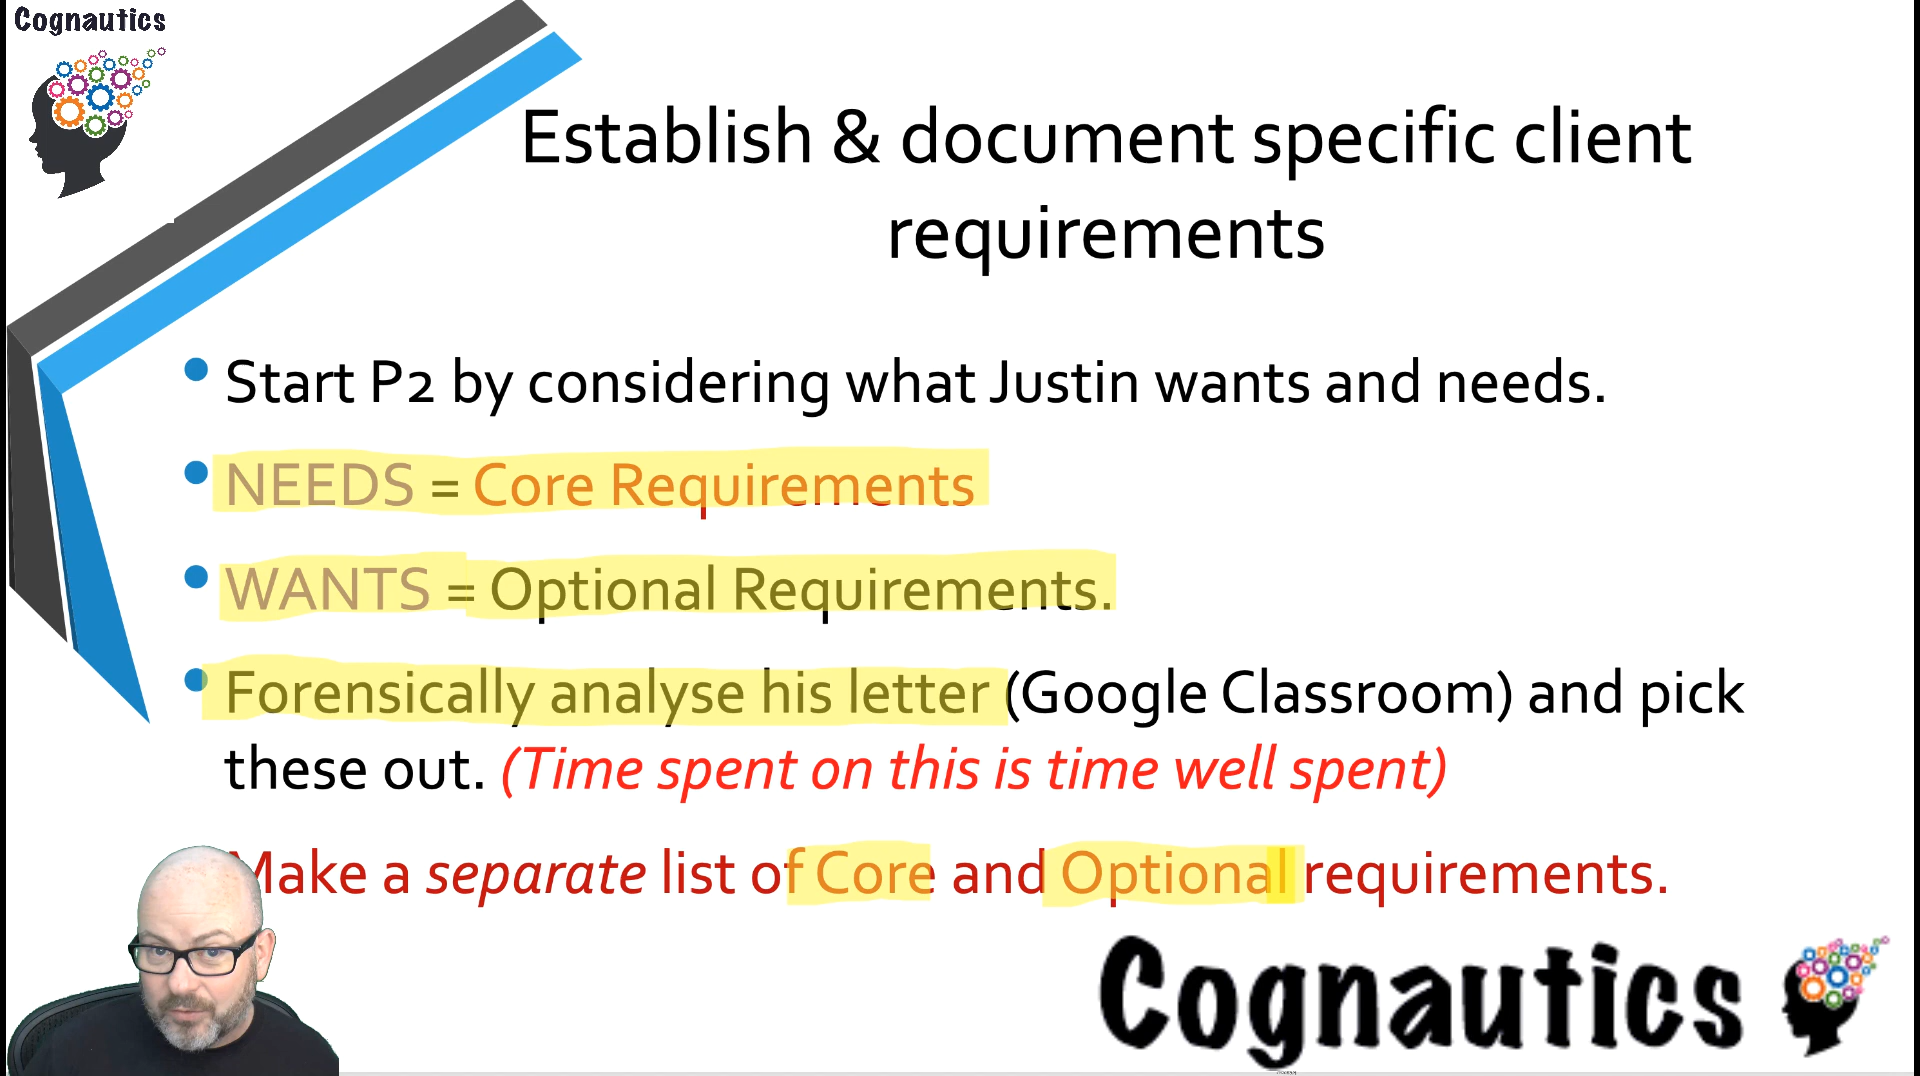 Cognautics
Establish & document specific client
requirements
Start P2 by considering what Justin wants and needs.
NEEDS = Core Requirements
WANTS = Optional Requirements.
Forensically analyse his letter (Google Classroom) and pick
these out. (Time spent on this is time well spent)
Make a separate list of Core and Optional requirements.
Cognautics